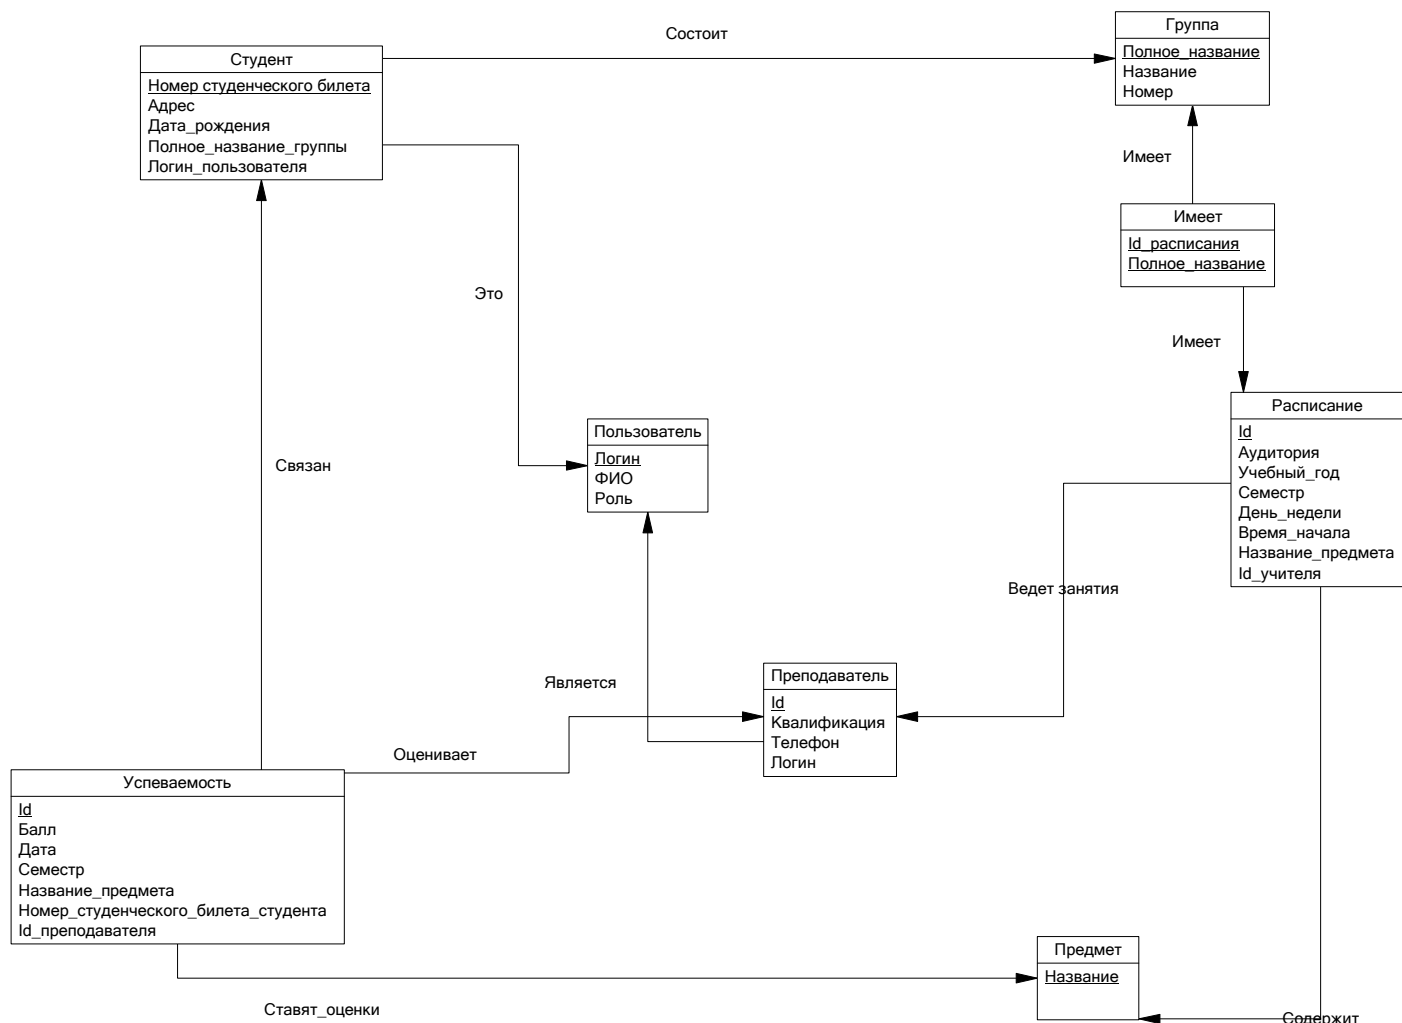 Состоит
Группа
Полное_название
Название
Номер
Студент
Номер студенческого билета
Адрес
Дата_рождения
Полное_название_группы
Логин_пользователя
Имеет
Имеет
Id_расписания
Полное_название
Это
Имеет
Расписание
Id
Аудитория
Учебный_год
Семестр
День_недели
Время_начала
Название_предмета
Id_учителя
Пользователь
Логин
ФИО
Роль
Связан
Ведет занятия
Является
Преподаватель
Id
Квалификация
Телефон
Логин
Оценивает
Успеваемость
Id
Балл
Дата
Семестр
Название_предмета
Номер_студенческого_билета_студента
Id_преподавателя
Предмет
Название
Ставят_оценки
Содержит